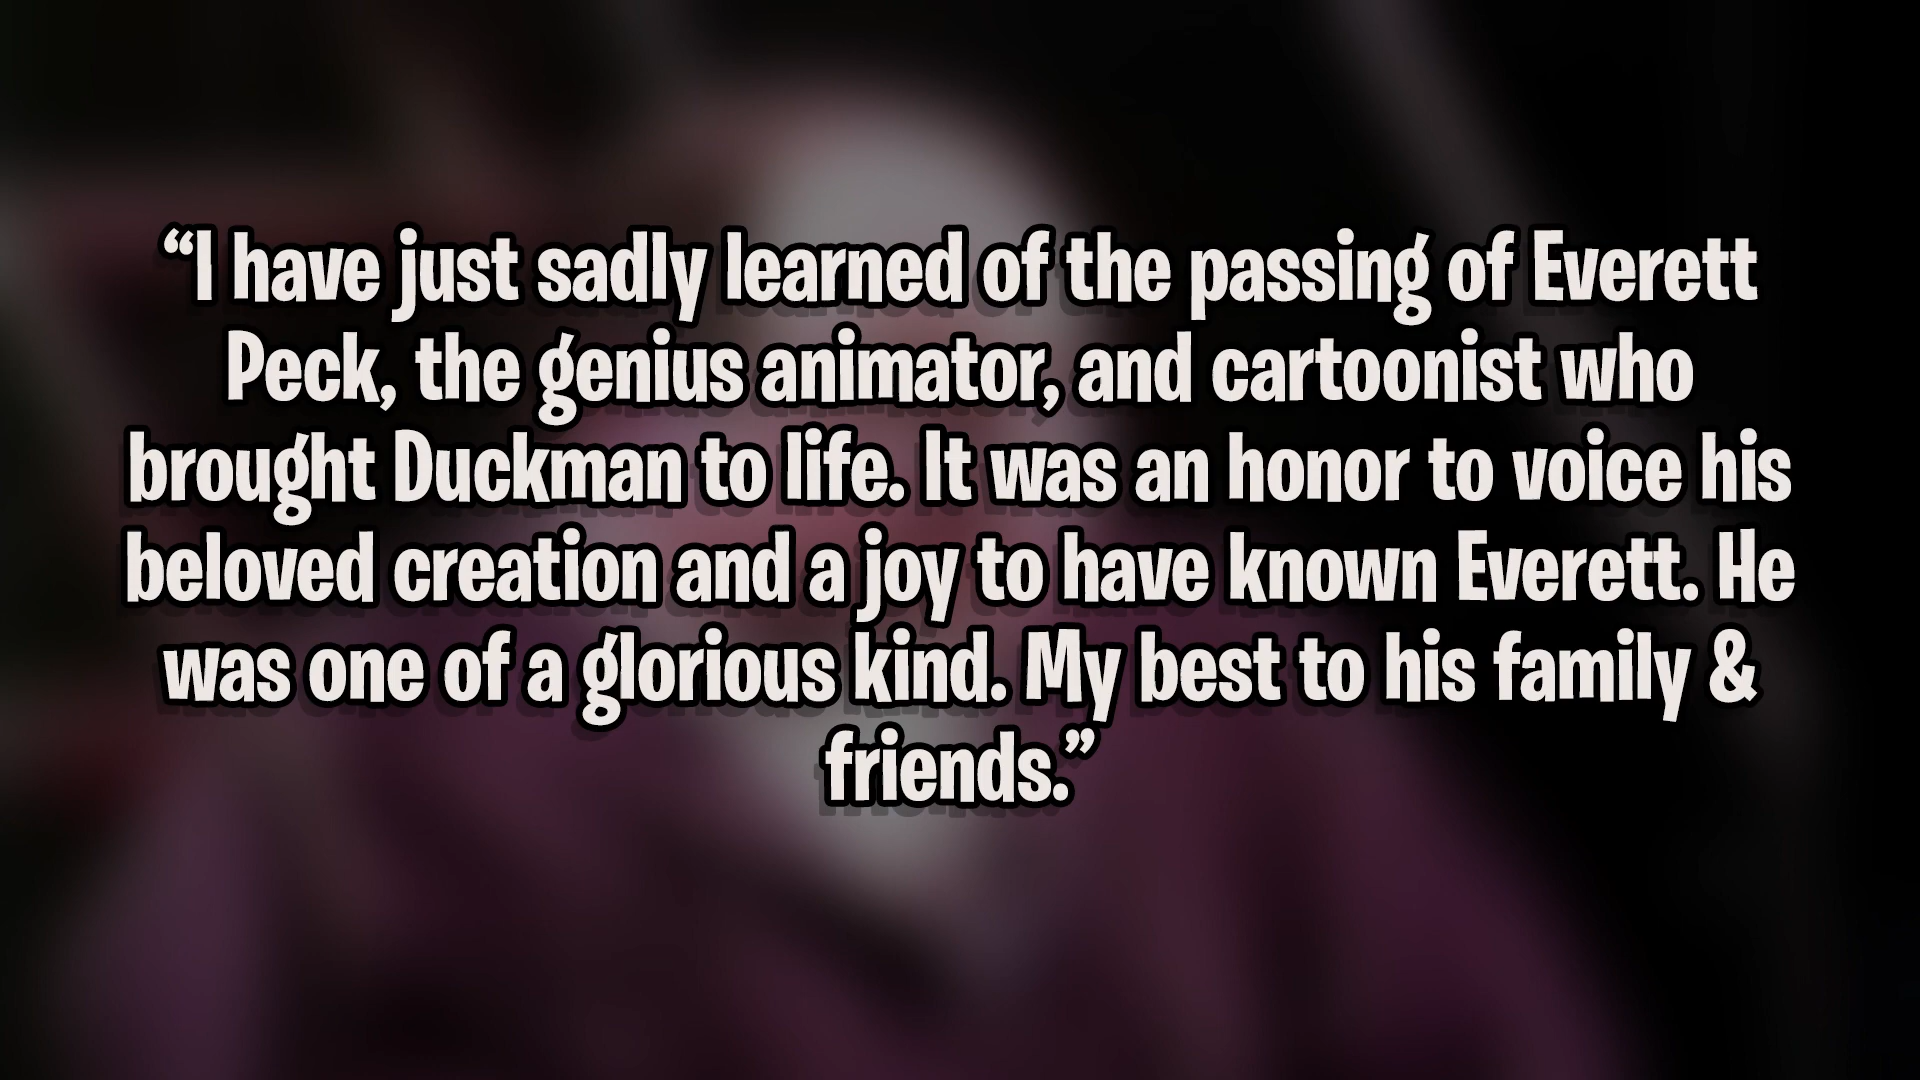 “I have just sadly learned of the passing of Everett
Peck, the genius animator, and cartoonist who
brought Duckman to life. It was an honor to voice his
beloved creation and a joy to have known Everett. He
was one of a glorious kind. My best to his family &
friends.”